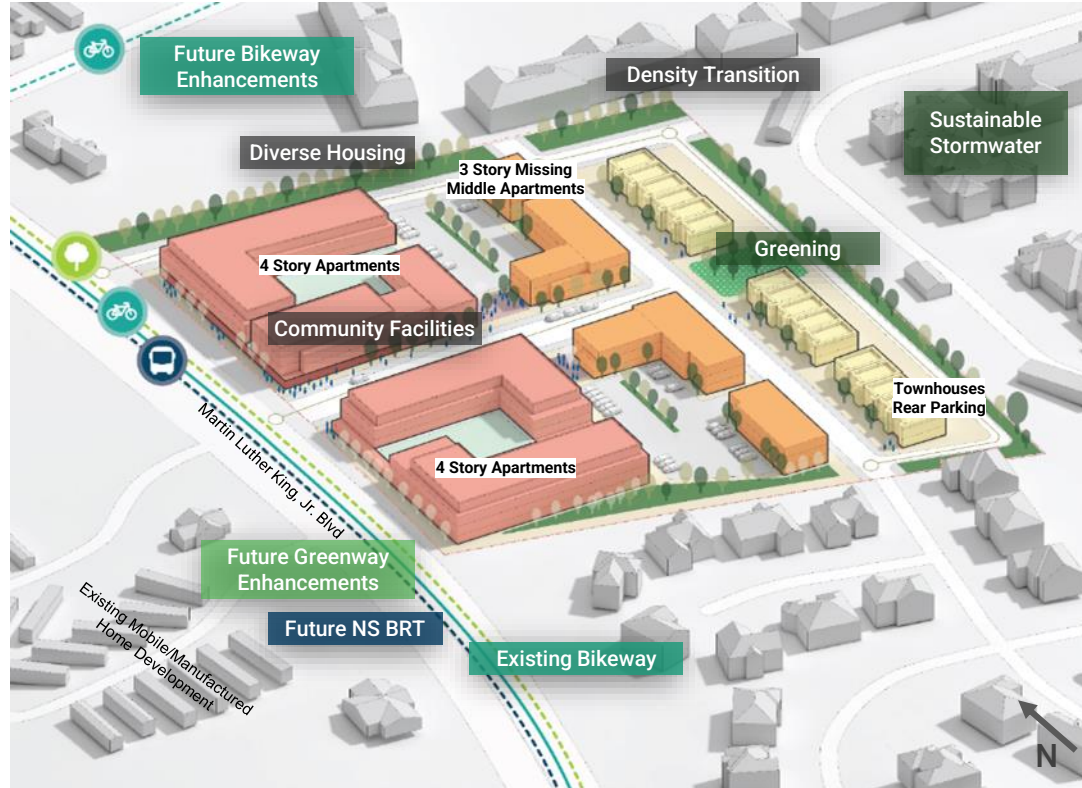 Future Bikeway
Enhancements
Density Transition
Sustainable
Stormwater
Diverse Housing
3 Story Missing
Middle Apartments
Greening
4 Story Apartments
Community Facilities
Townhouses
Rear Parking
4 Story Apartments
Martin Luther King, Jr. Blvd
Future Greenway
Enhancements
Existing Mobile/Manufactured
Home Development
Future NS BRT
Existing Bikeway
N